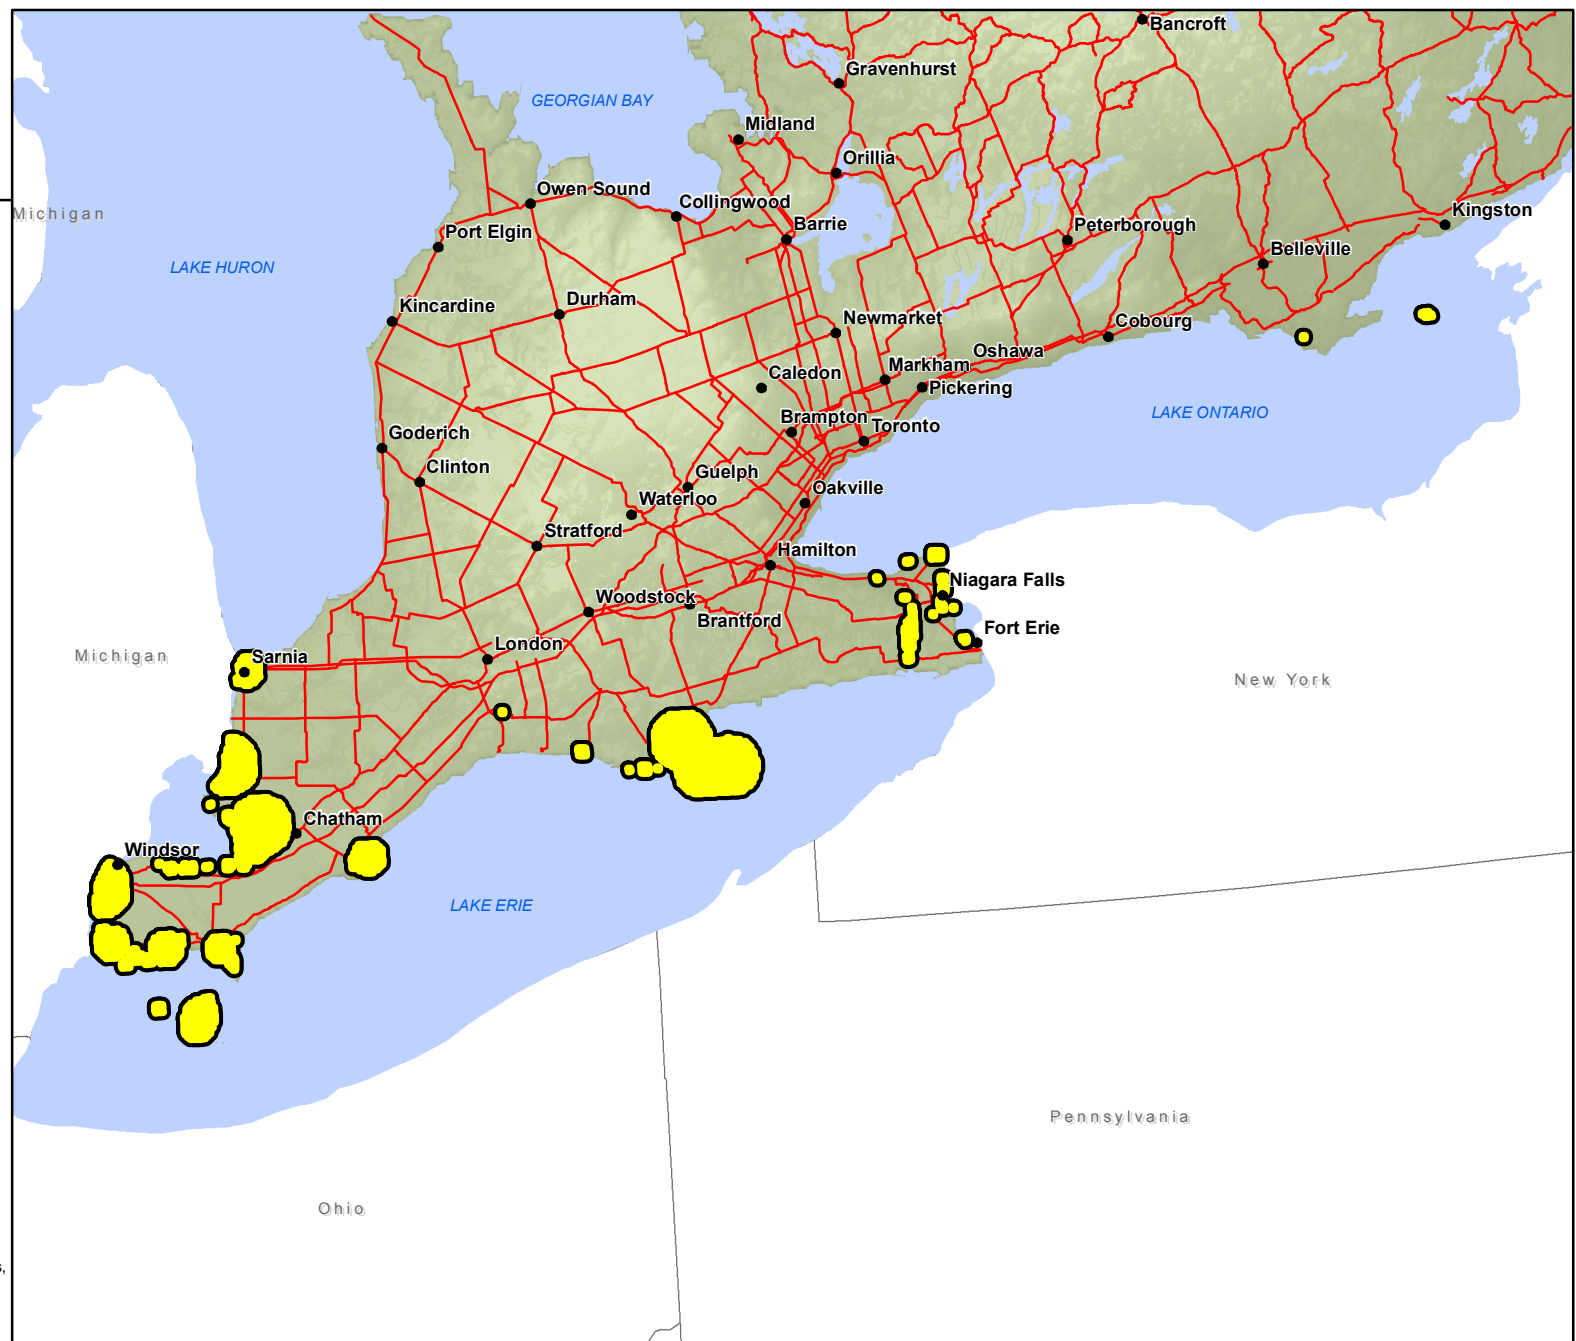 Bancroft
Gravenhurst
GEORGIAN BAY
Midland
Orillia
Owen Sound
Collingwood
Michigan
Kingston
Barrie
Peterborough
Port Elgin
Belleville
LAKE HURON
Durham
Kincardine
Newmarket
Cobourg
Oshawa
Markham
Caledon
Pickering
LAKE ONTARIO
Brampton
Toronto
Goderich
Clinton
Guelph
Oakville
Waterloo
Stratford
Hamilton
Niagara Falls
Woodstock
Brantford
Fort Erie
London
Michigan
Sarnia
New York
Chatham
Windsor
LAKE ERIE
Pennsylvania
Ohio